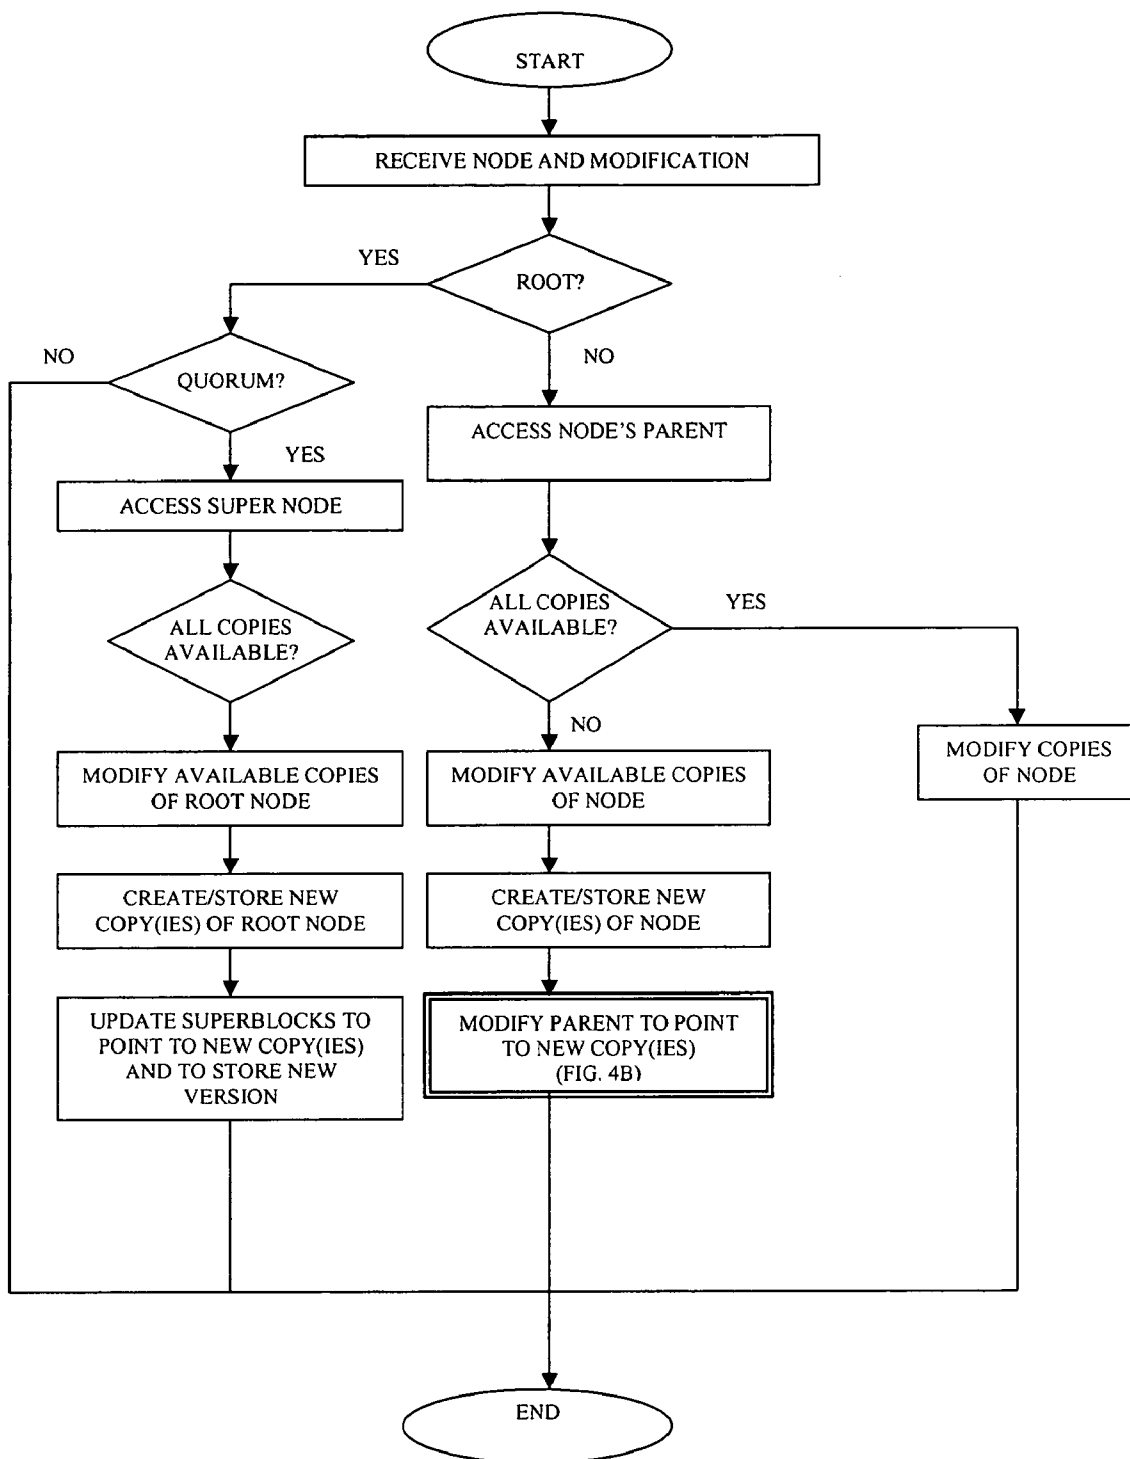 START
RECEIVE NODE AND MODIFICATION
YES
ROOT?
NO
QUORUM?
NO
ACCESS NODE'S PARENT
YES
ACCESS SUPER NODE
ALL COPIES
AVAILABLE?
ALL COPIES
AVAILABLE?
YES
NO
MODIFY AVAILABLE COPIES
OF ROOT NODE
MODIFY AVAILABLE COPIES
OF NODE
MODIFY COPIES
OF NODE
CREATE/STORE NEW
COPY(IES) OF ROOT NODE
CREATE/STORE NEW
COPY(IES) OF NODE
UPDATE SUPERBLOCKS TO
POINT TO NEW COPY(IES)
AND TO STORE NEW
VERSION
MODIFY PARENT TO POINT
TO NEW COPY(IES)
(FIG. 4B)
END